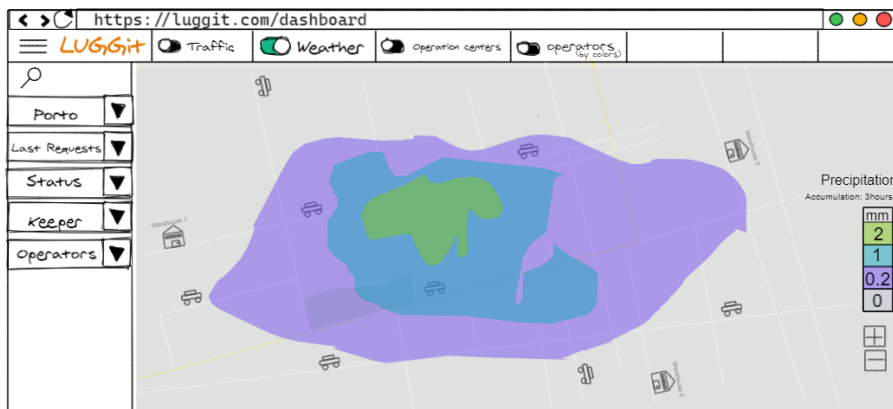 https://luggit.com/dashboard
LUGGit
Traffic
Weather
Operation centers
operators
(by colors)
Porto
Last Requests
Status
Keeper
Operators
Warehouse 1
Warehouse 3
Warehouse 2
Precipitation
Accumulation: 3hours
mm
2
1
0.2
0